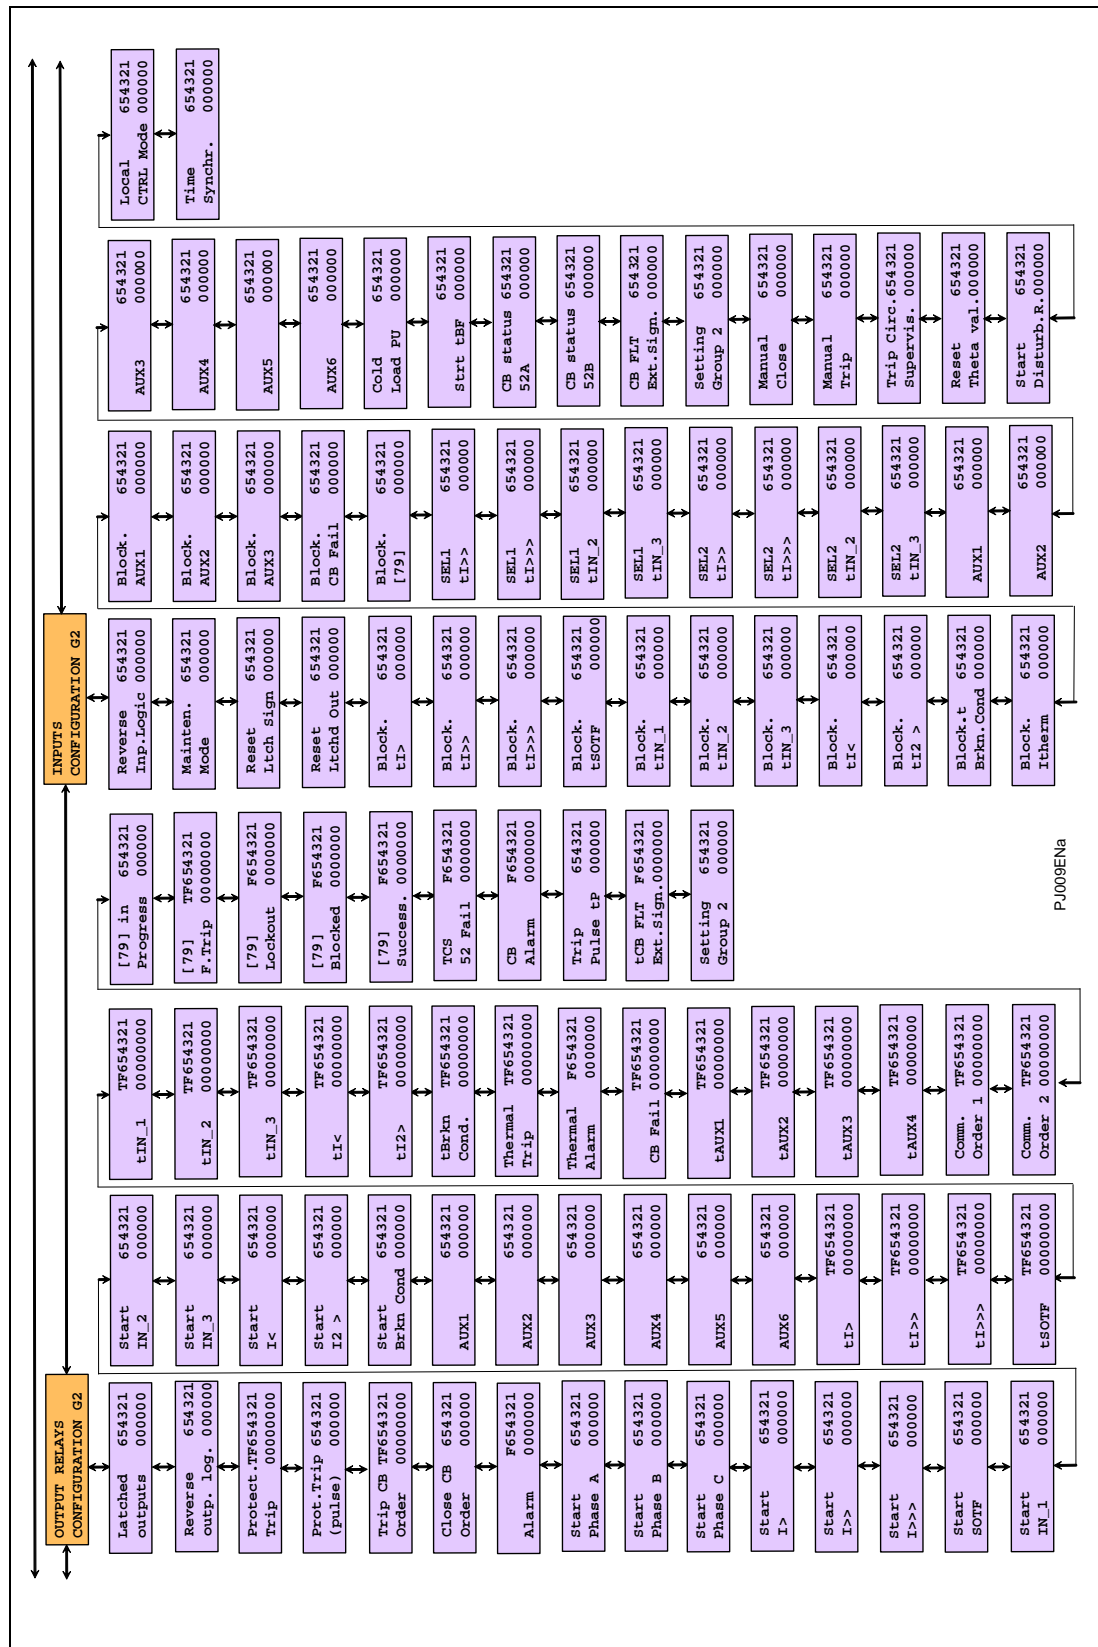 OUTPUT RELAYS
CONFIGURATION G2
Latched 654321
outputs 000000
Reverse 654321
outp. log. 000000
Protect.TF654321
Trip 00000000
Prot.Trip 654321
(pulse) 000000
Trip CB TF654321
Order 00000000
Close CB 654321
Order 000000
F654321
Alarm 0000000
Start 654321
Phase A 000000
Start 654321
Phase B 000000
Start 654321
Phase C 000000
Start 654321
I> 000000
Start 654321
I>> 000000
Start 654321
I>>> 000000
Start 654321
SOTF 000000
Start 654321
IN_1 000000
Start 654321
IN_2 000000
Start 654321
IN_3 000000
Start 654321
I< 000000
Start 654321
I2 > 000000
Start 654321
Brkn Cond 000000
654321
AUX1 000000
654321
AUX2 000000
654321
AUX3 000000
654321
AUX4 000000
654321
AUX5 000000
654321
AUX6 000000
TF654321
tI> 00000000
TF654321
tI>> 00000000
TF654321
tI>>> 00000000
TF654321
tSOTF 00000000
TF654321
tIN_1 00000000
TF654321
tIN_2 00000000
TF654321
tIN_3 00000000
TF654321
tI< 00000000
TF654321
tI2> 00000000
tBrkn TF654321
Cond. 00000000
Thermal TF654321
Trip 00000000
Thermal F654321
Alarm 0000000
TF654321
CB Fail 00000000
TF654321
tAUX1 00000000
TF654321
tAUX2 00000000
TF654321
tAUX3 00000000
TF654321
tAUX4 00000000
Comm. TF654321
Order 1 00000000
Comm. TF654321
Order 2 00000000
[79] in 654321
Progress 000000
[79] TF654321
F.Trip 00000000
[79] F654321
Lockout 0000000
[79] F654321
Blocked 0000000
[79] F654321
Success. 0000000
TCS F654321
52 Fail 0000000
CB F654321
Alarm 0000000
Trip 654321
Pulse tP 000000
tCB FLT F654321
Ext.Sign.0000000
Setting 654321
Group 2 000000
INPUTS
CONFIGURATION G2
Reverse 654321
Inp.Logic 000000
Mainten. 654321
Mode 000000
Reset 654321
Ltch Sign 000000
Reset 654321
Ltchd Out 000000
Block. 654321
tI> 000000
Block. 654321
tI>> 000000
Block. 654321
tI>>> 000000
Block. 654321
tSOTF 000000
Block. 654321
tIN_1 000000
Block. 654321
tIN_2 000000
Block. 654321
tIN_3 000000
Block. 654321
tI< 000000
Block. 654321
tI2 > 000000
Block.t 654321
Brkn.Cond 000000
Block. 654321
Itherm 000000
Block. 654321
AUX1 000000
Block. 654321
AUX2 000000
Block. 654321
AUX3 000000
Block. 654321
CB Fail 000000
Block. 654321
[79] 000000
SEL1 654321
tI>> 000000
SEL1 654321
tI>>> 000000
SEL1 654321
tIN_2 000000
SEL1 654321
tIN_3 000000
SEL2 654321
tI>> 000000
SEL2 654321
tI>>> 000000
SEL2 654321
tIN_2 000000
SEL2 654321
tIN_3 000000
654321
AUX1 000000
654321
AUX2 000000
654321
AUX3 000000
654321
AUX4 000000
654321
AUX5 000000
654321
AUX6 000000
Cold 654321
Load PU 000000
654321
Strt tBF 000000
CB status 654321
52A 000000
CB status 654321
52B 000000
CB FLT 654321
Ext.Sign. 000000
Setting 654321
Group 2 000000
Manual 654321
Close 000000
Manual 654321
Trip 000000
Trip Circ.654321
Supervis. 000000
Reset 654321
Theta val.000000
Start 654321
Disturb.R.000000
Local 654321
CTRL Mode 000000
Time 654321
Synchr. 000000
PJ009ENa